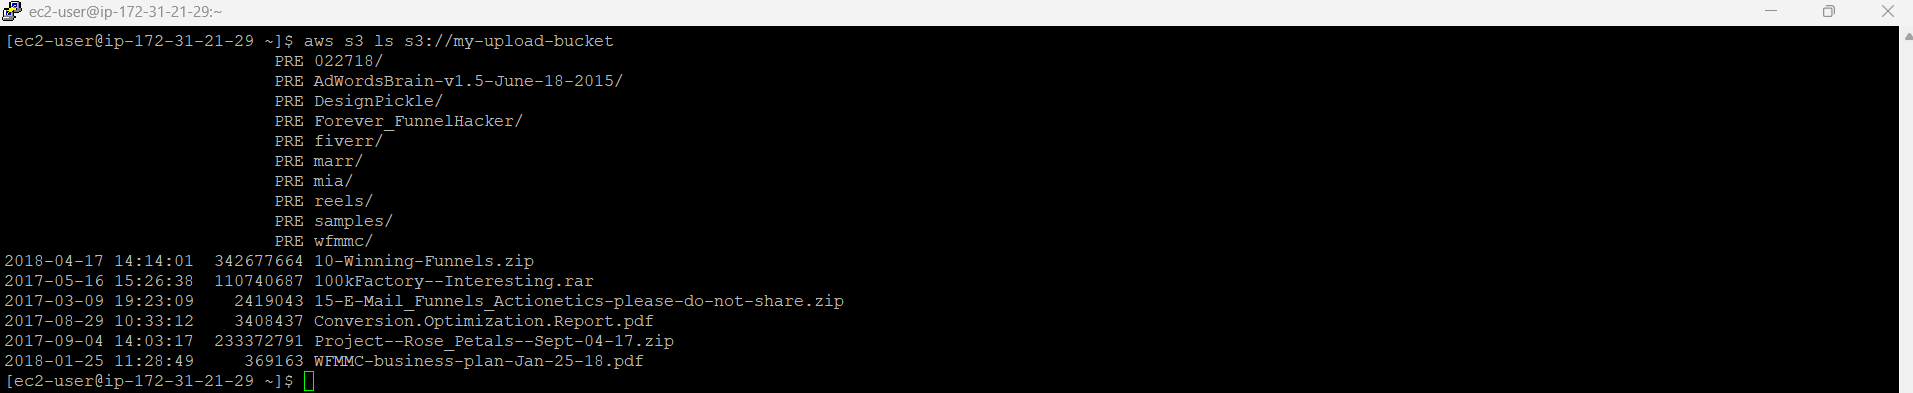 ec2-user@ip-172-31-21-29:~
[ec2-user@ip-172-31-21-29 ~]$ aws s3 ls s3://my-upload-bucket
PRE 022718/
PRE AdWordsBrain-v1.5-June-18-2015/
PRE DesignPickle/
PRE Forever_FunnelHacker/
PRE fiverr/
PRE marr/
PRE mia/
PRE reels/
PRE samples/
PRE wfmmc/
2018-04-17 14:14:01  342677664 10-Winning-Funnels.zip
2017-05-16 15:26:38  110740687 100kFactory--Interesting.rar
2017-03-09 19:23:09    2419043 15-E-Mail_Funnels_Actionetics-please-do-not-share.zip
2017-08-29 10:33:12    3408437 Conversion.Optimization.Report.pdf
2017-09-04 14:03:17  233372791 Project--Rose_Petals--Sept-04-17.zip
2018-01-25 11:28:49     369163 WFMMC-business-plan-Jan-25-18.pdf
[ec2-user@ip-172-31-21-29 ~]$